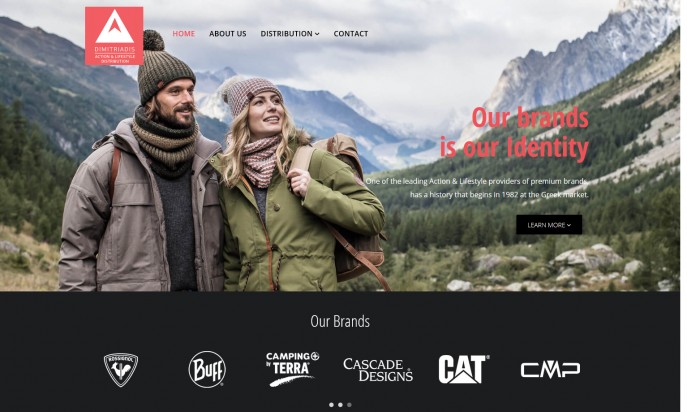 DIMITRIADIS
ACTION & LIFESTYLE
DISTRIBUTION
HOME
ABOUT US
DISTRIBUTION
CONTACT
Our brands
is our Identity
One of the leading Action & Lifestyle providers of premium brands,
has a history that begins in 1982 at the Greek market.
LEARN MORE
Our Brands
ROSSIGNOL
BUFF
CAMPING
by TERRA
CASCADE
DESIGNS
CAT
CMP